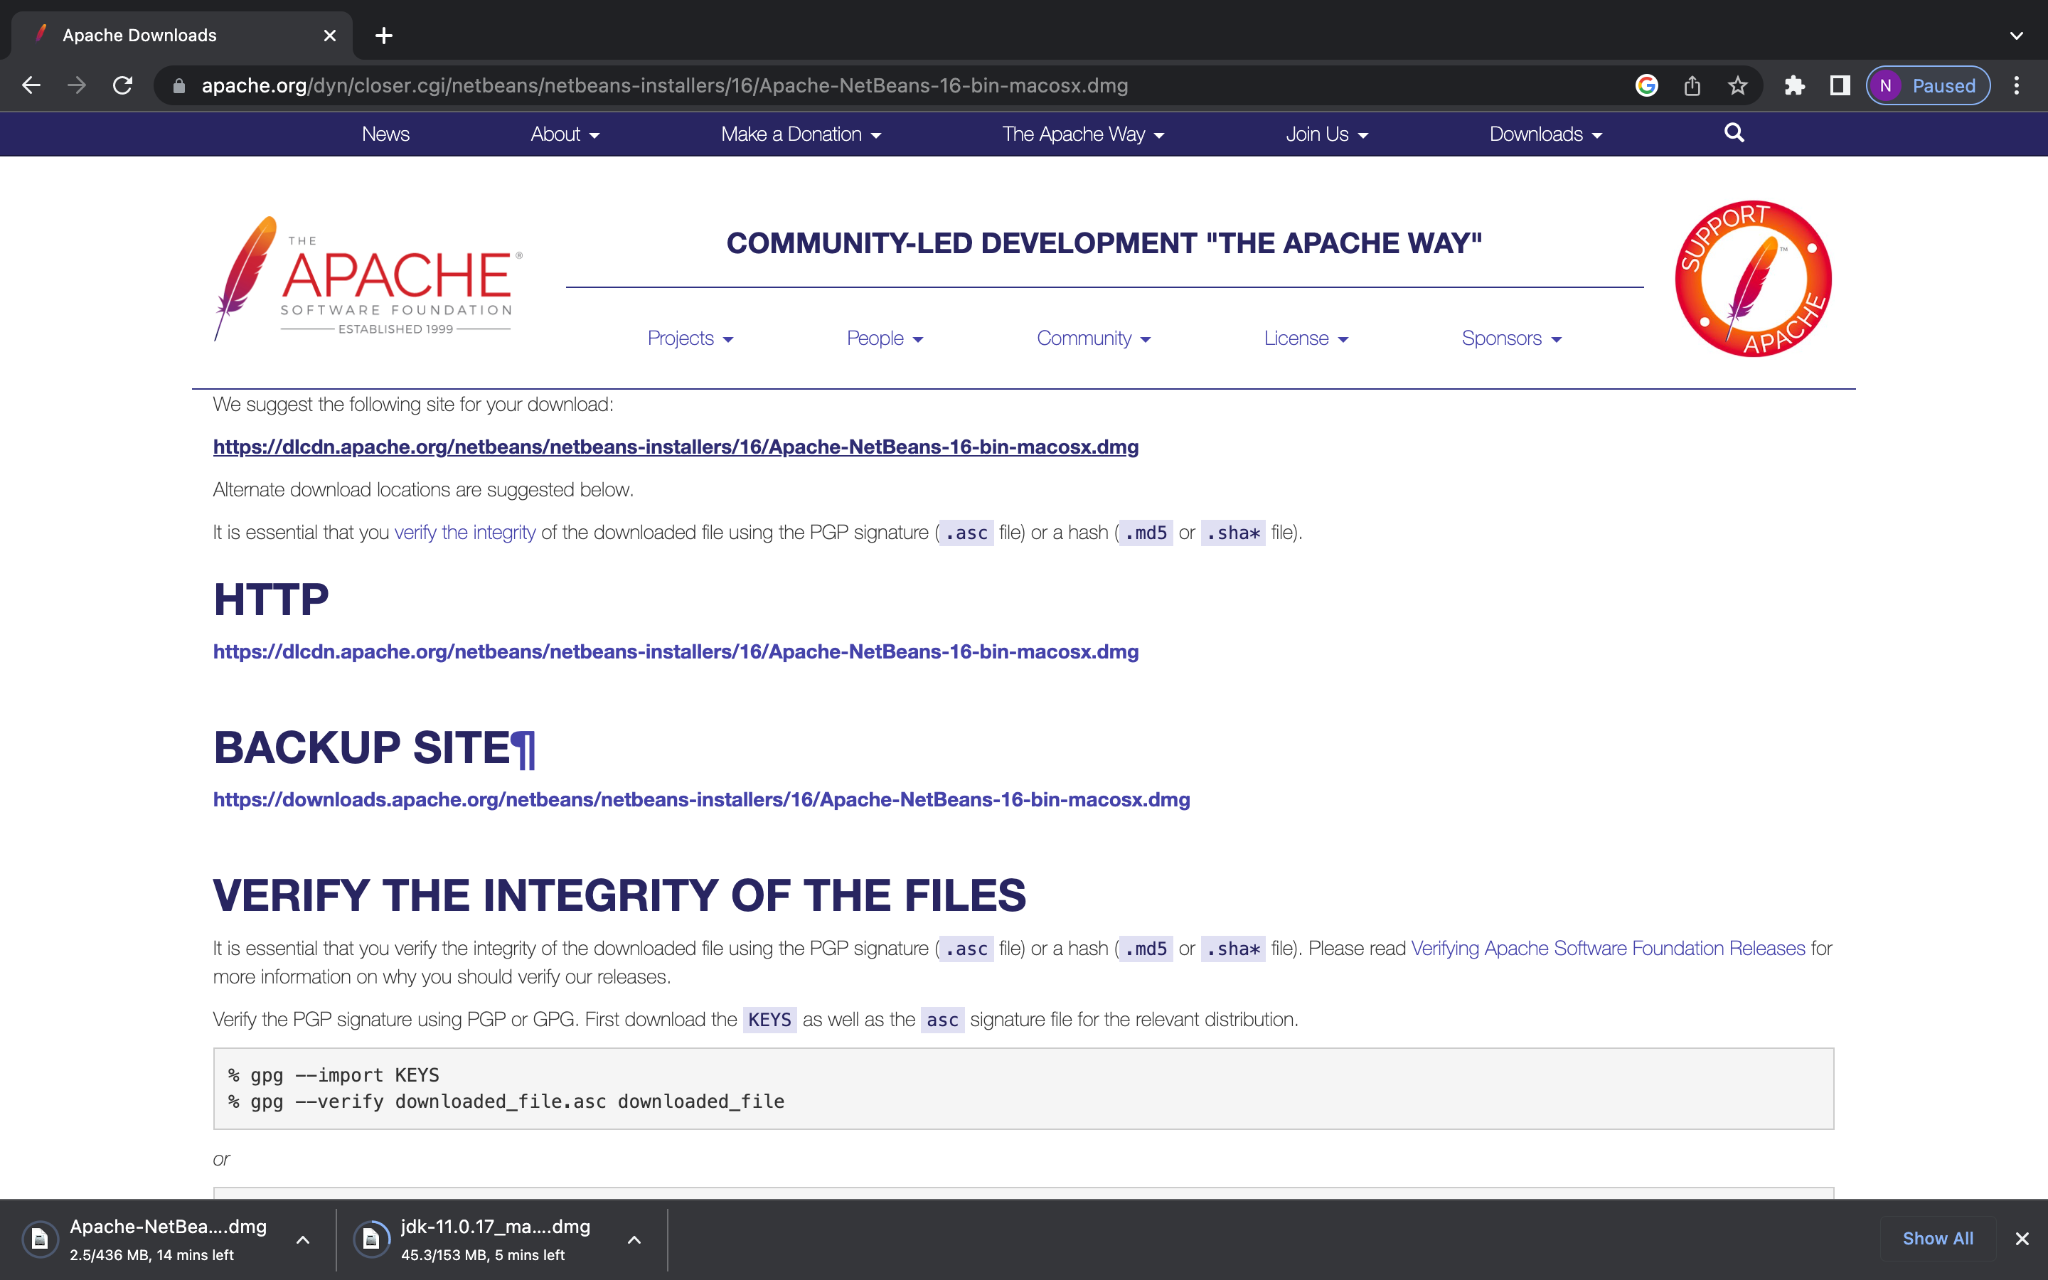 Apache Downloads
apache.org/dyn/closer.cgi/netbeans/netbeans-installers/16/Apache-NetBeans-16-bin-macosx.dmg
N Paused
News About Make a Donation The Apache Way Join Us Downloads
THE
APACHE®
SOFTWARE FOUNDATION
ESTABLISHED 1999
COMMUNITY-LED DEVELOPMENT "THE APACHE WAY"
SUPPORT
APACHE
TM
Projects People Community License Sponsors
We suggest the following site for your download:
https://dlcdn.apache.org/netbeans/netbeans-installers/16/Apache-NetBeans-16-bin-macosx.dmg
Alternate download locations are suggested below.
It is essential that you verify the integrity of the downloaded file using the PGP signature (.asc file) or a hash (.md5 or .sha* file).
HTTP
https://dlcdn.apache.org/netbeans/netbeans-installers/16/Apache-NetBeans-16-bin-macosx.dmg
BACKUP SITE¶
https://downloads.apache.org/netbeans/netbeans-installers/16/Apache-NetBeans-16-bin-macosx.dmg
VERIFY THE INTEGRITY OF THE FILES
It is essential that you verify the integrity of the downloaded file using the PGP signature (.asc file) or a hash (.md5 or .sha* file). Please read Verifying Apache Software Foundation Releases for
more information on why you should verify our releases.
Verify the PGP signature using PGP or GPG. First download the KEYS as well as the asc signature file for the relevant distribution.
% gpg --import KEYS
% gpg --verify downloaded_file.asc downloaded_file
or
Apache-NetBea....dmg
2.5/436 MB, 14 mins left
jdk-11.0.17_ma....dmg
45.3/153 MB, 5 mins left
Show All